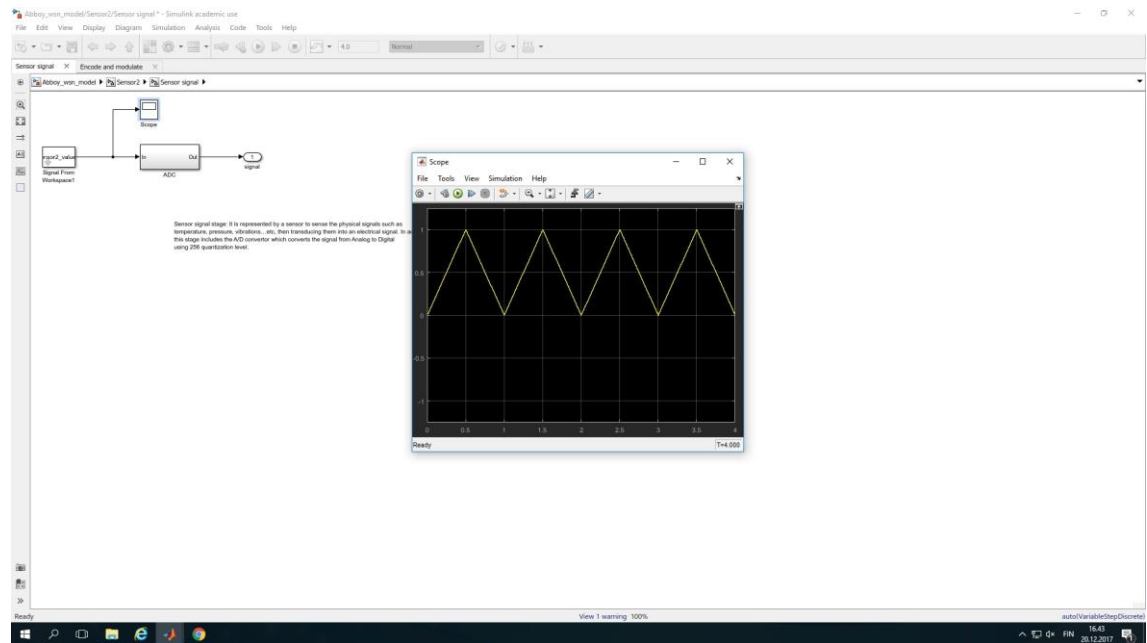 Abboy_wsn_model/Sensor2/Sensor signal * - Simulink academic use
File Edit View Display Diagram Simulation Analysis Code Tools Help
4.0 Normal
Sensor signal Encode and modulate
Abboy_wsn_model Sensor2 Sensor signal
Scope
nsor2_value
Signal From
Workspace1
In Out
ADC
1
signal
Sensor signal stage: It is represented by a sensor to sense the physical signals such as
temperature, pressure, vibrations... etc, then transducing them into an electrical signal. In a
this stage includes the A/D convertor which converts the signal from Analog to Digital
using 256 quantization level.
Scope
File Tools View Simulation Help
1
0.5
0
-0.5
-1
0 0.5 1 1.5 2 2.5 3 3.5 4
Ready T=4.000
Ready View 1 warning 100% auto(VariableStepDiscrete)
FIN 16.43
20.12.2017